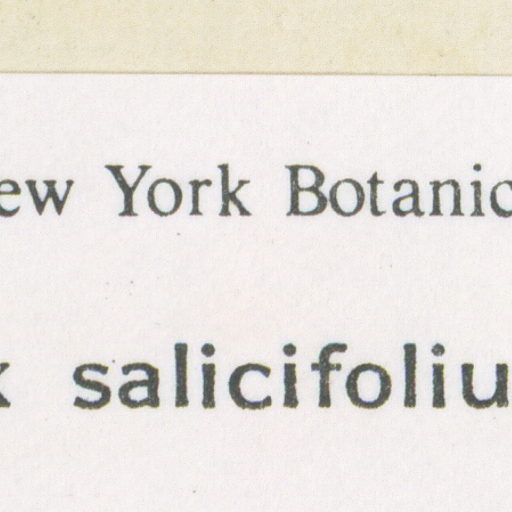 ew York Botanic
x salicifoliu